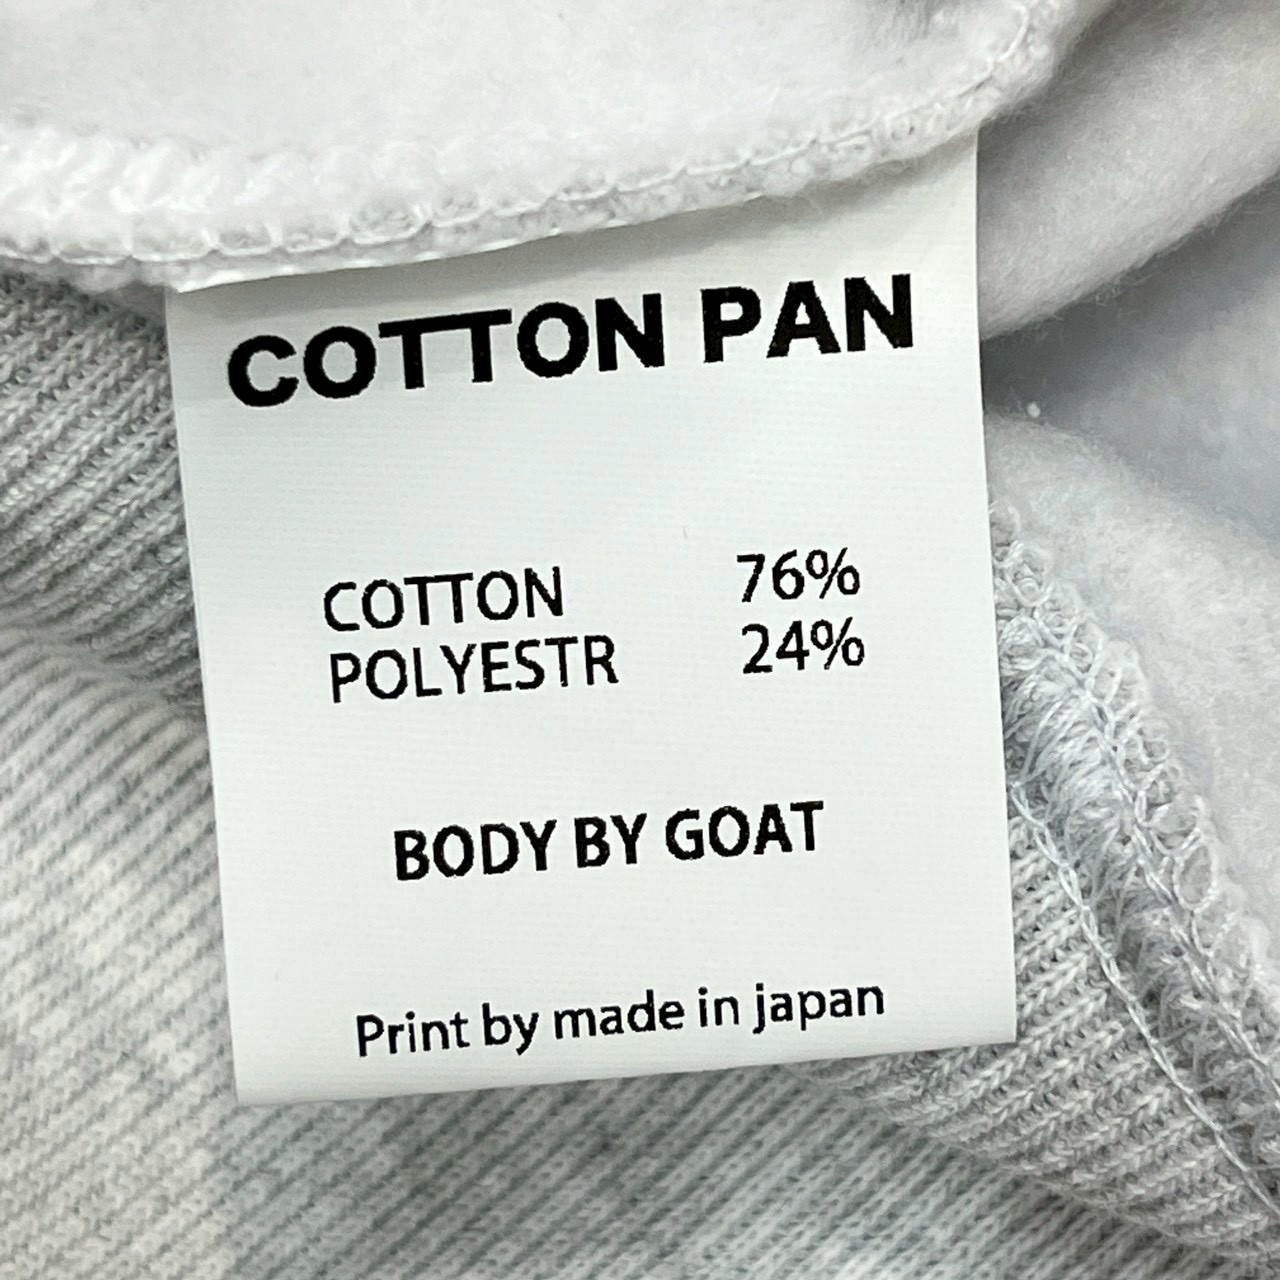 COTTON PAN
COTTON 76%
POLYESTR 24%
BODY BY GOAT
Print by made in japan